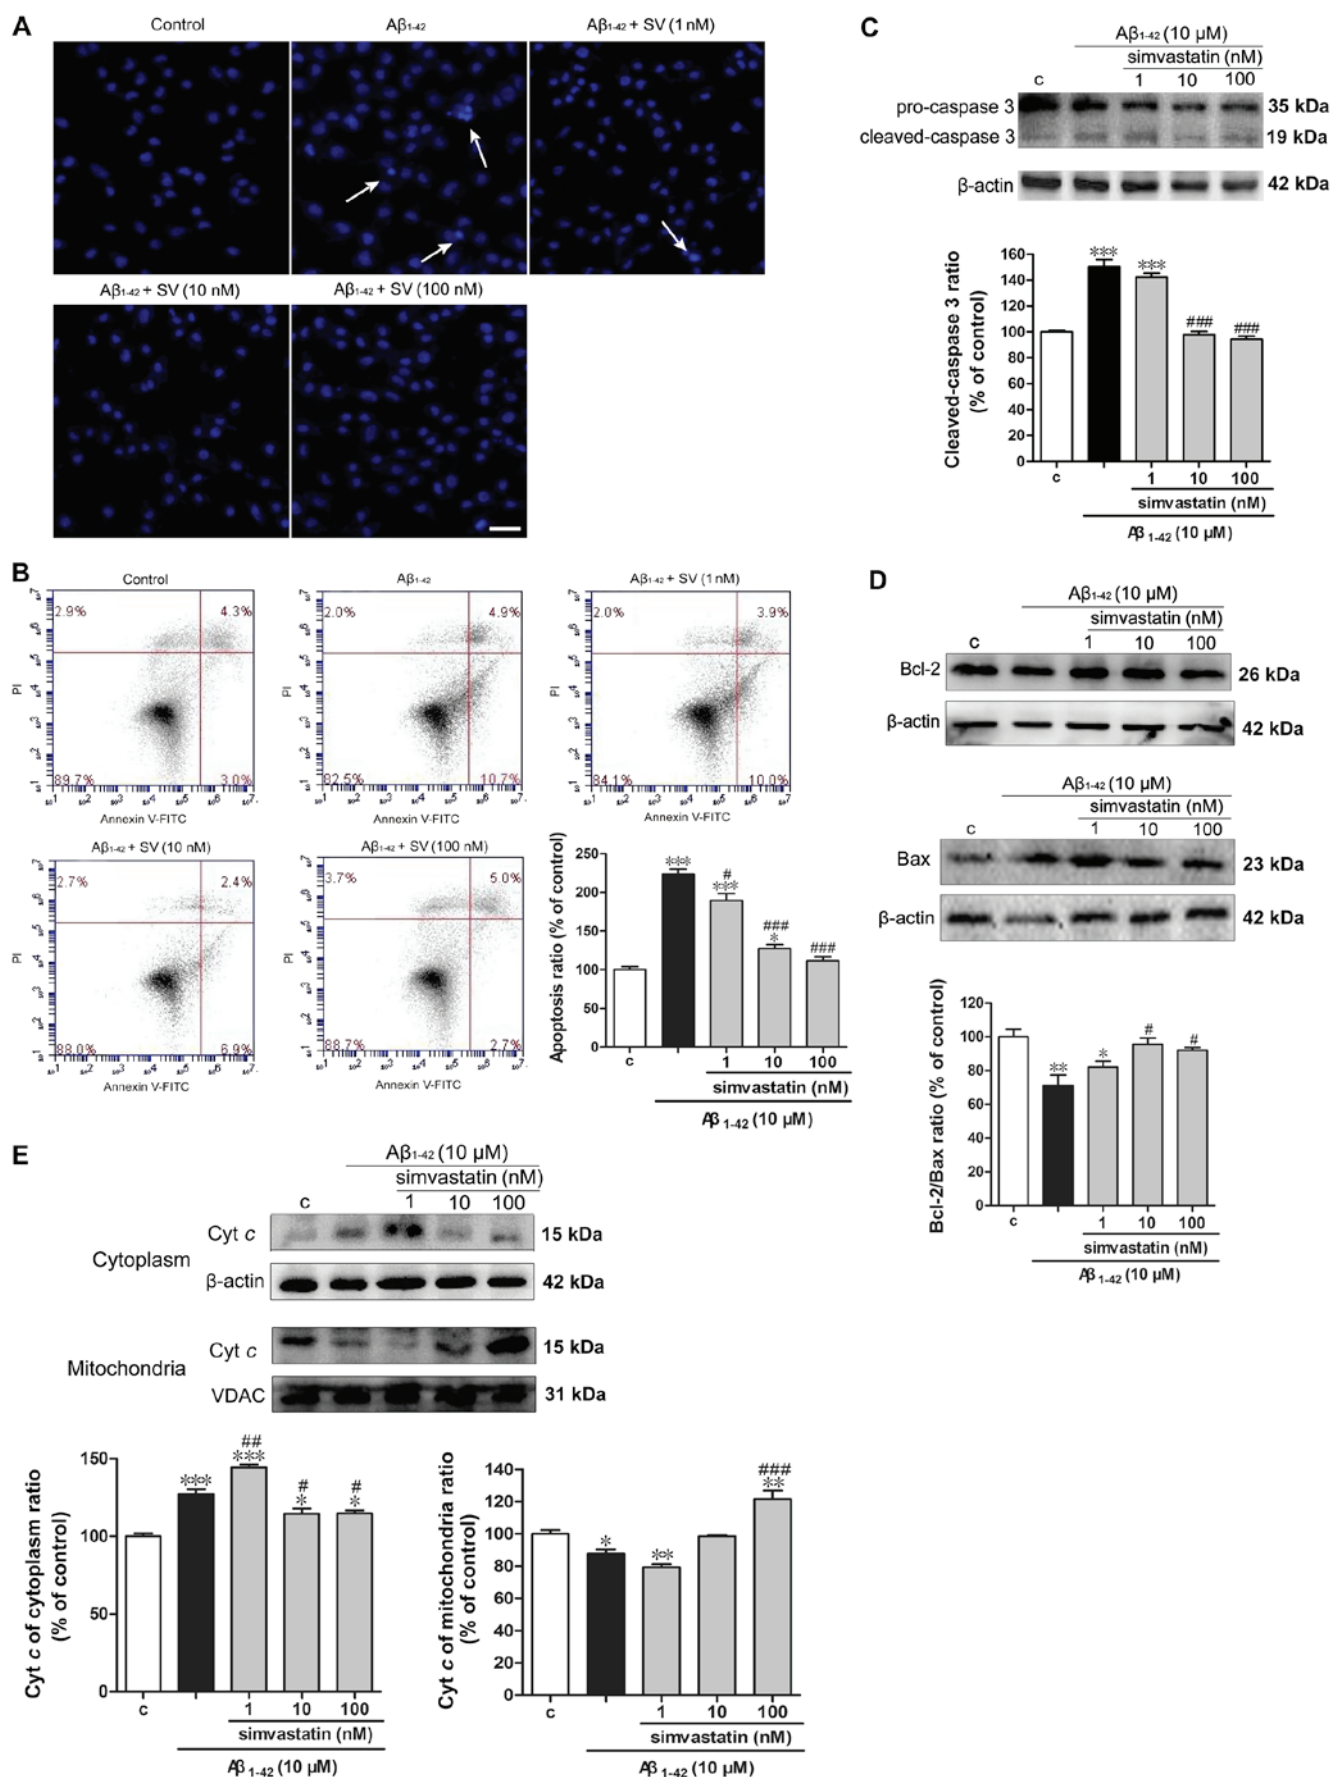 A
Control
Aβ1-42
Aβ1-42 + SV (1 nM)
Aβ1-42 + SV (10 nM)
Aβ1-42 + SV (100 nM)
B
Control
2.9%
4.3%
89.7%
3.0%
PI
Annexin V-FITC
Aβ1-42
2.0%
4.9%
82.5%
10.7%
PI
Annexin V-FITC
Aβ1-42 + SV (1 nM)
2.0%
3.9%
84.1%
10.0%
PI
Annexin V-FITC
Aβ1-42 + SV (10 nM)
2.7%
2.4%
88.0%
6.9%
PI
Annexin V-FITC
Aβ1-42 + SV (100 nM)
3.7%
5.0%
88.7%
2.7%
PI
Annexin V-FITC
Apoptosis ratio (% of control)
250
200
150
100
50
0
*** # *** ### * ###
c 1 10 100
simvastatin (nM)
Aβ 1-42 (10 µM)
C
Aβ1-42 (10 µM)
simvastatin (nM)
c 1 10 100
pro-caspase 3 35 kDa
cleaved-caspase 3 19 kDa
β-actin 42 kDa
Cleaved-caspase 3 ratio
(% of control)
160
140
120
100
80
60
40
20
0
*** *** ### ###
c 1 10 100
simvastatin (nM)
Aβ 1-42 (10 µM)
D
Aβ1-42 (10 µM)
simvastatin (nM)
c 1 10 100
Bcl-2 26 kDa
β-actin 42 kDa
Aβ1-42 (10 µM)
simvastatin (nM)
c 1 10 100
Bax 23 kDa
β-actin 42 kDa
Bcl-2/Bax ratio (% of control)
120
100
80
60
40
20
0
** * # #
c 1 10 100
simvastatin (nM)
Aβ 1-42 (10 µM)
E
Aβ1-42 (10 µM)
simvastatin (nM)
c 1 10 100
Cytoplasm
Cyt c 15 kDa
β-actin 42 kDa
Mitochondria
Cyt c 15 kDa
VDAC 31 kDa
Cyt c of cytoplasm ratio
(% of control)
150
100
50
0
*** ## *** # * # *
c 1 10 100
simvastatin (nM)
Aβ 1-42 (10 µM)
Cyt c of mitochondria ratio
(% of control)
140
120
100
80
60
40
20
0
* ** ### **
c 1 10 100
simvastatin (nM)
Aβ 1-42 (10 µM)